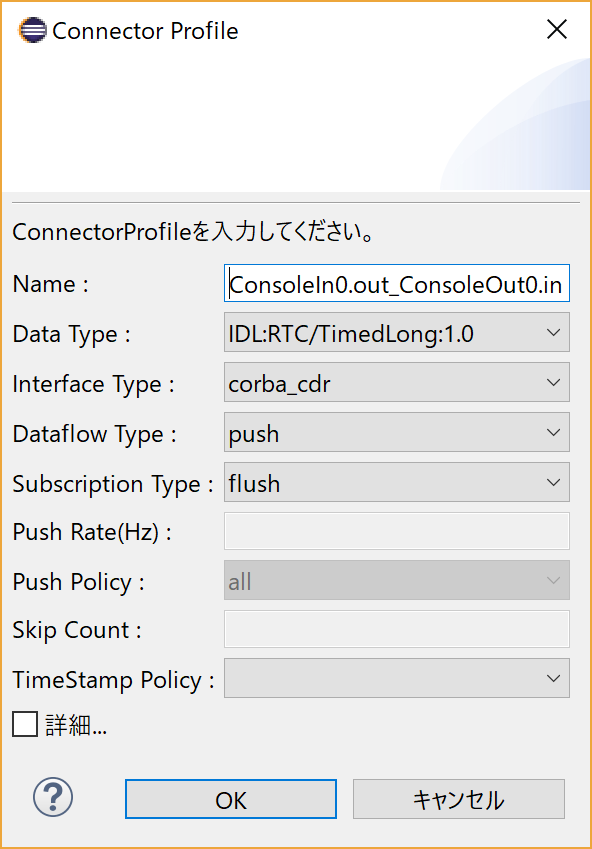 Connector Profile
ConnectorProfileを入力してください。
Name : ConsoleIn0.out_ConsoleOut0.in
Data Type : IDL:RTC/TimedLong:1.0
Interface Type : corba_cdr
Dataflow Type : push
Subscription Type : flush
Push Rate(Hz) :
Push Policy : all
Skip Count :
TimeStamp Policy :
詳細...
? OK キャンセル